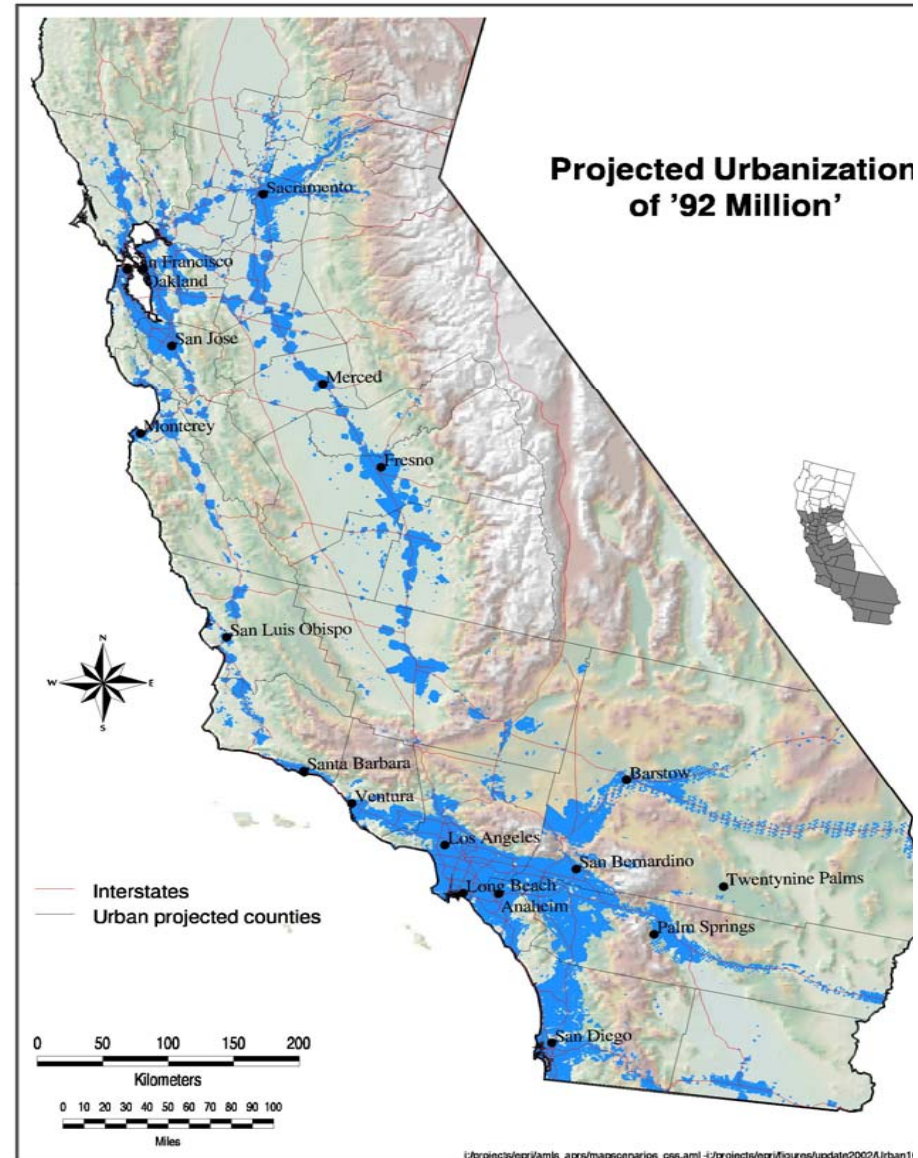 Projected Urbanization
of '92 Million'
Sacramento
San Francisco
Oakland
San Jose
Merced
Monterey
Fresno
San Luis Obispo
N
W E
S
Santa Barbara
Barstow
Ventura
Los Angeles
San Bernardino
Twentynine Palms
Long Beach
Anaheim
Palm Springs
Interstates
Urban projected counties
San Diego
0 50 100 150 200
Kilometers
0 10 20 30 40 50 60 70 80 90 100
Miles